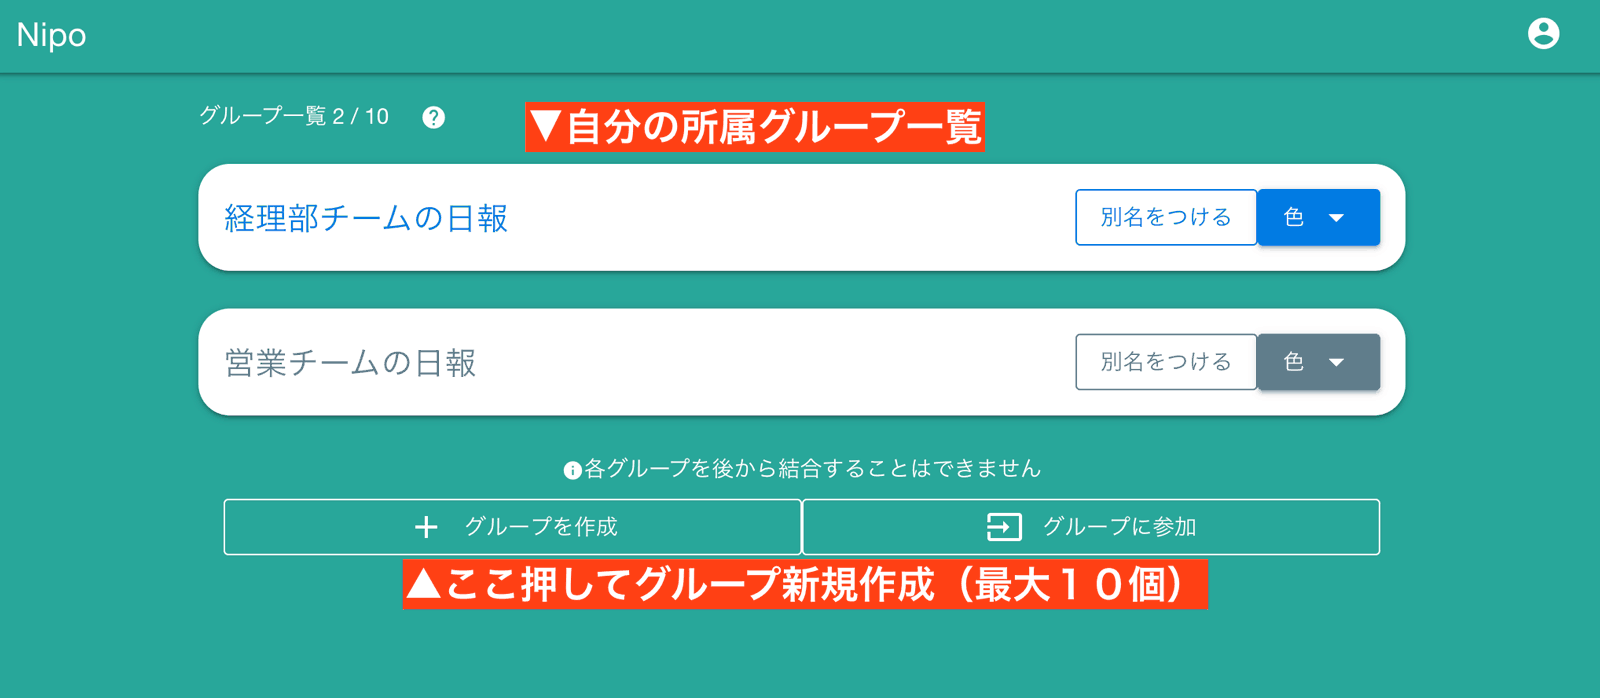 Nipo
グループ一覧 2 / 10 ?
▼自分の所属グループ一覧
経理部チームの日報
別名をつける
色
営業チームの日報
別名をつける
色
各グループを後から結合することはできません
グループを作成
グループに参加
▲ここ押してグループ新規作成（最大１０個）